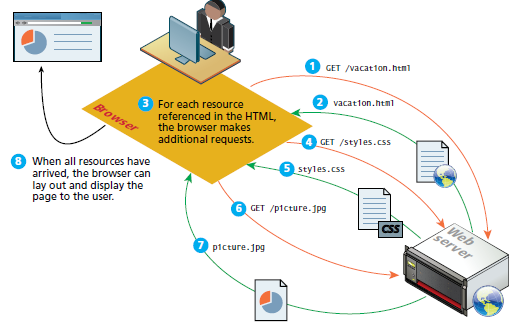 1 GET /vacation.html
2 vacation.html
3 For each resource
referenced in the HTML,
the browser makes
additional requests.
Browser
4 GET /styles.css
5 styles.css
6 GET /picture.jpg
7 picture.jpg
8 When all resources have
arrived, the browser can
lay out and display the
page to the user.
CSS
Web
server